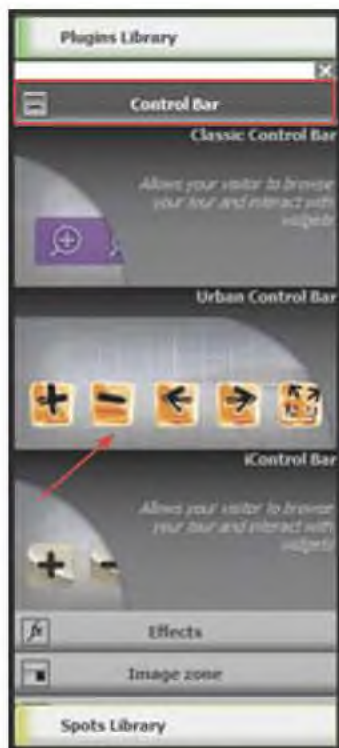 Plugins Library
Control Bar
Classic Control Bar
Allows your visitor to browse
your tour and interact with
widgets
Urban Control Bar
iControl Bar
Allows your visitor to browse
your tour and interact with
widgets
fx Effects
Image zone
Spots Library